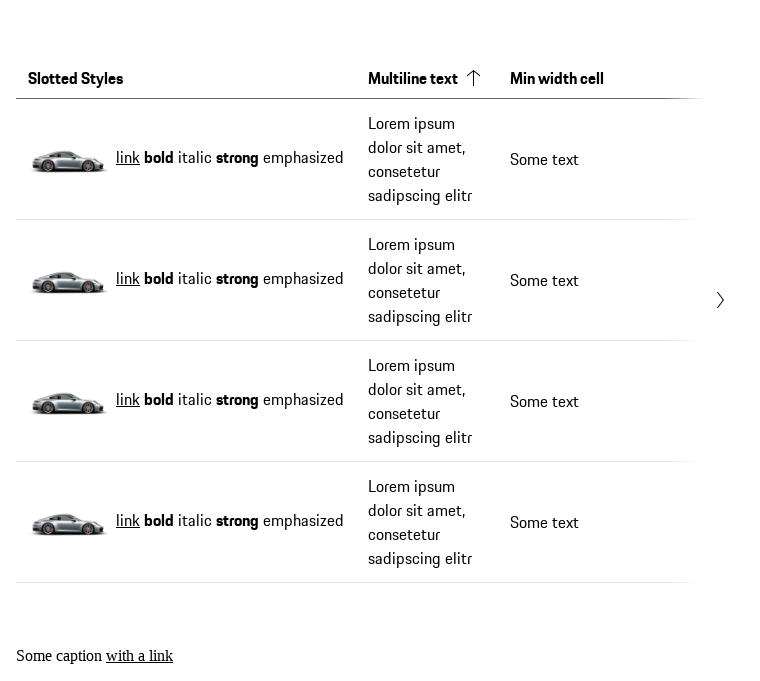 Slotted Styles Multiline text Min width cell
link bold italic strong emphasized
Lorem ipsum
dolor sit amet,
consetetur
sadipscing elitr
Some text
link bold italic strong emphasized
Lorem ipsum
dolor sit amet,
consetetur
sadipscing elitr
Some text
link bold italic strong emphasized
Lorem ipsum
dolor sit amet,
consetetur
sadipscing elitr
Some text
link bold italic strong emphasized
Lorem ipsum
dolor sit amet,
consetetur
sadipscing elitr
Some text
Some caption with a link